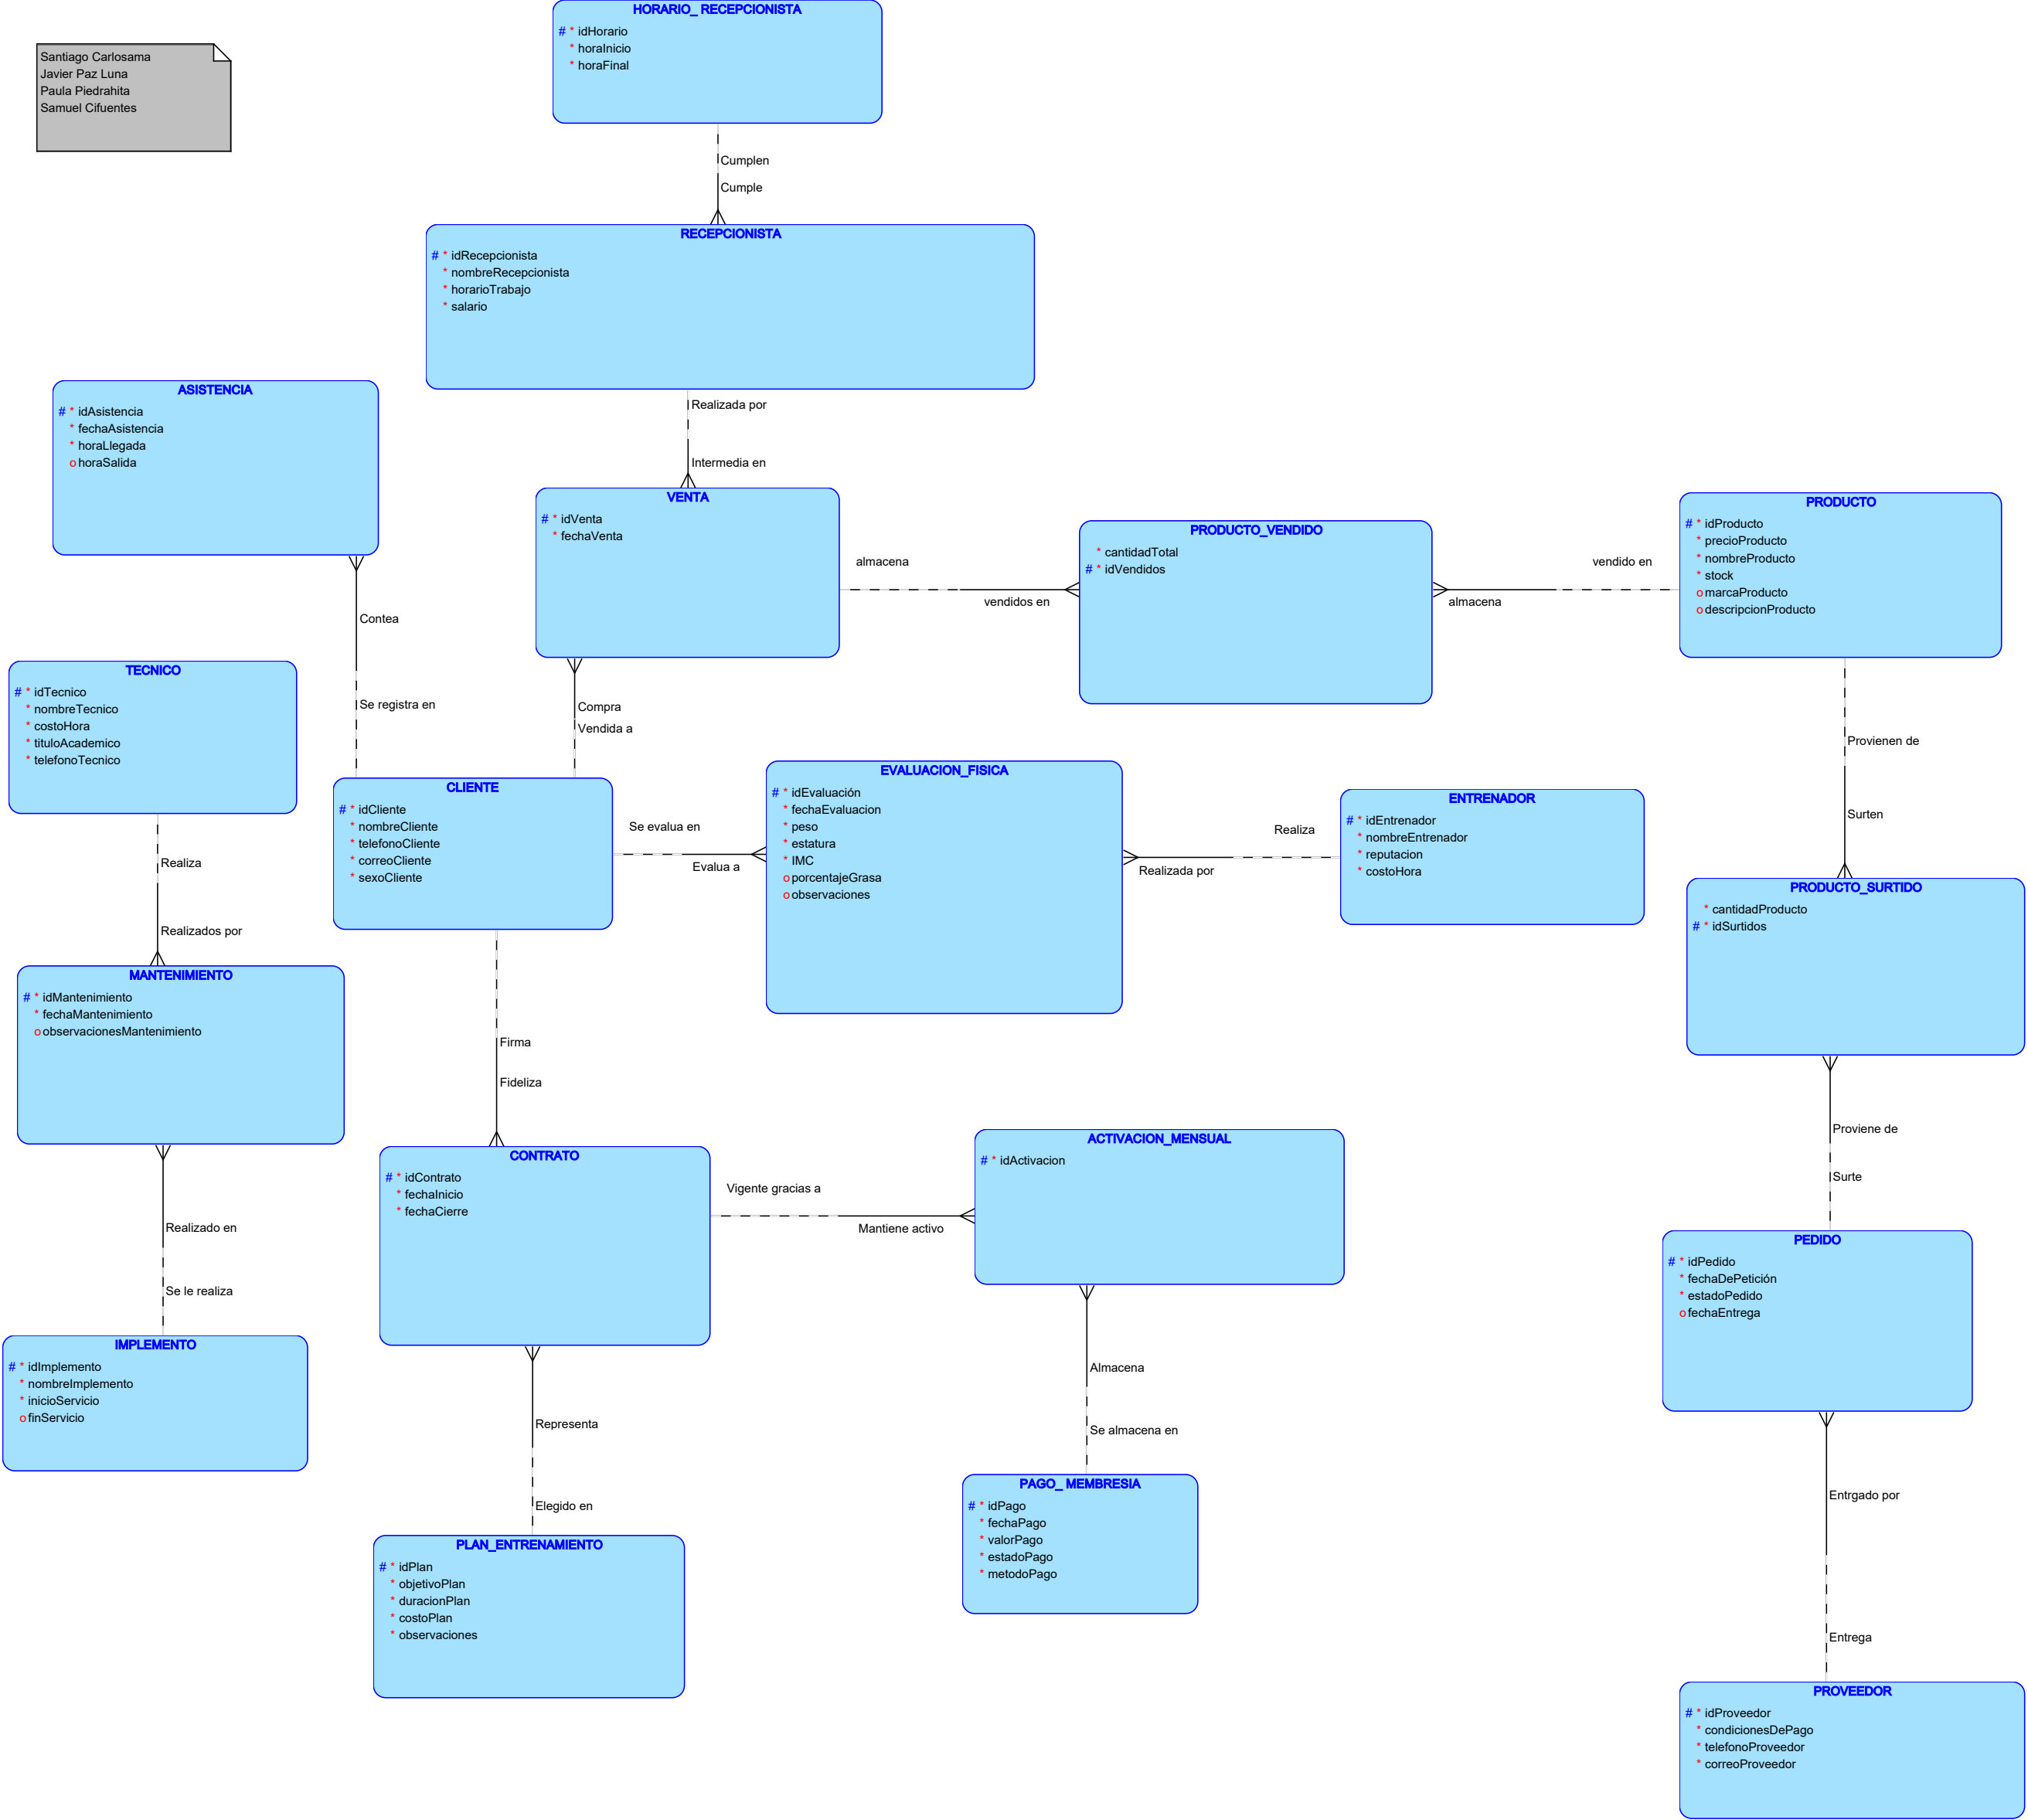 HORARIO_ RECEPCIONISTA
# * idHorario
* horaInicio
* horaFinal
Santiago Carlosama
Javier Paz Luna
Paula Piedrahita
Samuel Cifuentes
Cumplen
Cumple
RECEPCIONISTA
# * idRecepcionista
* nombreRecepcionista
* horarioTrabajo
* salario
Realizada por
Intermedia en
ASISTENCIA
# * idAsistencia
* fechaAsistencia
* horaLlegada
o horaSalida
Contea
Se registra en
VENTA
# * idVenta
* fechaVenta
almacena
vendidos en
PRODUCTO_VENDIDO
* cantidadTotal
# * idVendidos
vendido en
almacena
PRODUCTO
# * idProducto
* precioProducto
* nombreProducto
* stock
o marcaProducto
o descripcionProducto
Compra
Vendida a
Provienen de
Surten
TECNICO
# * idTecnico
* nombreTecnico
* costoHora
* tituloAcademico
* telefonoTecnico
Realiza
Realizados por
CLIENTE
# * idCliente
* nombreCliente
* telefonoCliente
* correoCliente
* sexoCliente
Se evalua en
Evalua a
EVALUACION_FISICA
# * idEvaluación
* fechaEvaluacion
* peso
* estatura
* IMC
o porcentajeGrasa
o observaciones
Realiza
Realizada por
ENTRENADOR
# * idEntrenador
* nombreEntrenador
* reputacion
* costoHora
PRODUCTO_SURTIDO
* cantidadProducto
# * idSurtidos
MANTENIMIENTO
# * idMantenimiento
* fechaMantenimiento
o observacionesMantenimiento
Firma
Fideliza
Proviene de
Surte
Realizado en
Se le realiza
CONTRATO
# * idContrato
* fechaInicio
* fechaCierre
Vigente gracias a
Mantiene activo
ACTIVACION_MENSUAL
# * idActivacion
PEDIDO
# * idPedido
* fechaDePetición
* estadoPedido
o fechaEntrega
IMPLEMENTO
# * idImplemento
* nombreImplemento
* inicioServicio
o finServicio
Representa
Elegido en
Almacena
Se almacena en
PAGO_ MEMBRESIA
# * idPago
* fechaPago
* valorPago
* estadoPago
* metodoPago
PLAN_ENTRENAMIENTO
# * idPlan
* objetivoPlan
* duracionPlan
* costoPlan
* observaciones
Entrgado por
Entrega
PROVEEDOR
# * idProveedor
* condicionesDePago
* telefonoProveedor
* correoProveedor